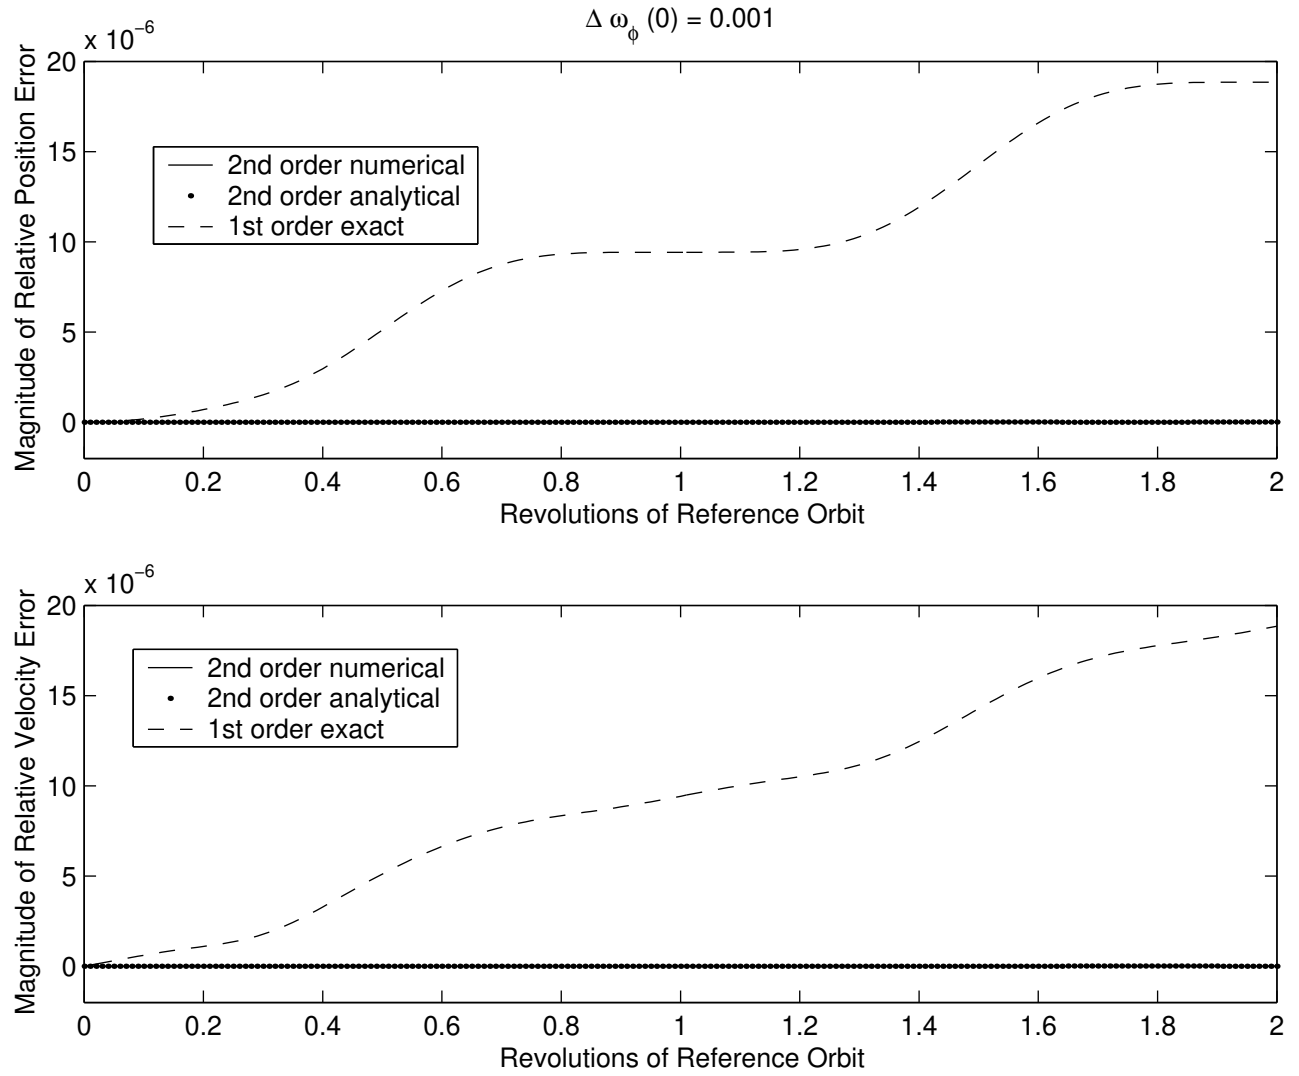 Δ ω_ϕ (0) = 0.001
x 10⁻⁶
20
15
10
5
0
Magnitude of Relative Position Error
2nd order numerical
2nd order analytical
1st order exact
0 0.2 0.4 0.6 0.8 1 1.2 1.4 1.6 1.8 2
Revolutions of Reference Orbit
x 10⁻⁶
20
15
10
5
0
Magnitude of Relative Velocity Error
2nd order numerical
2nd order analytical
1st order exact
0 0.2 0.4 0.6 0.8 1 1.2 1.4 1.6 1.8 2
Revolutions of Reference Orbit